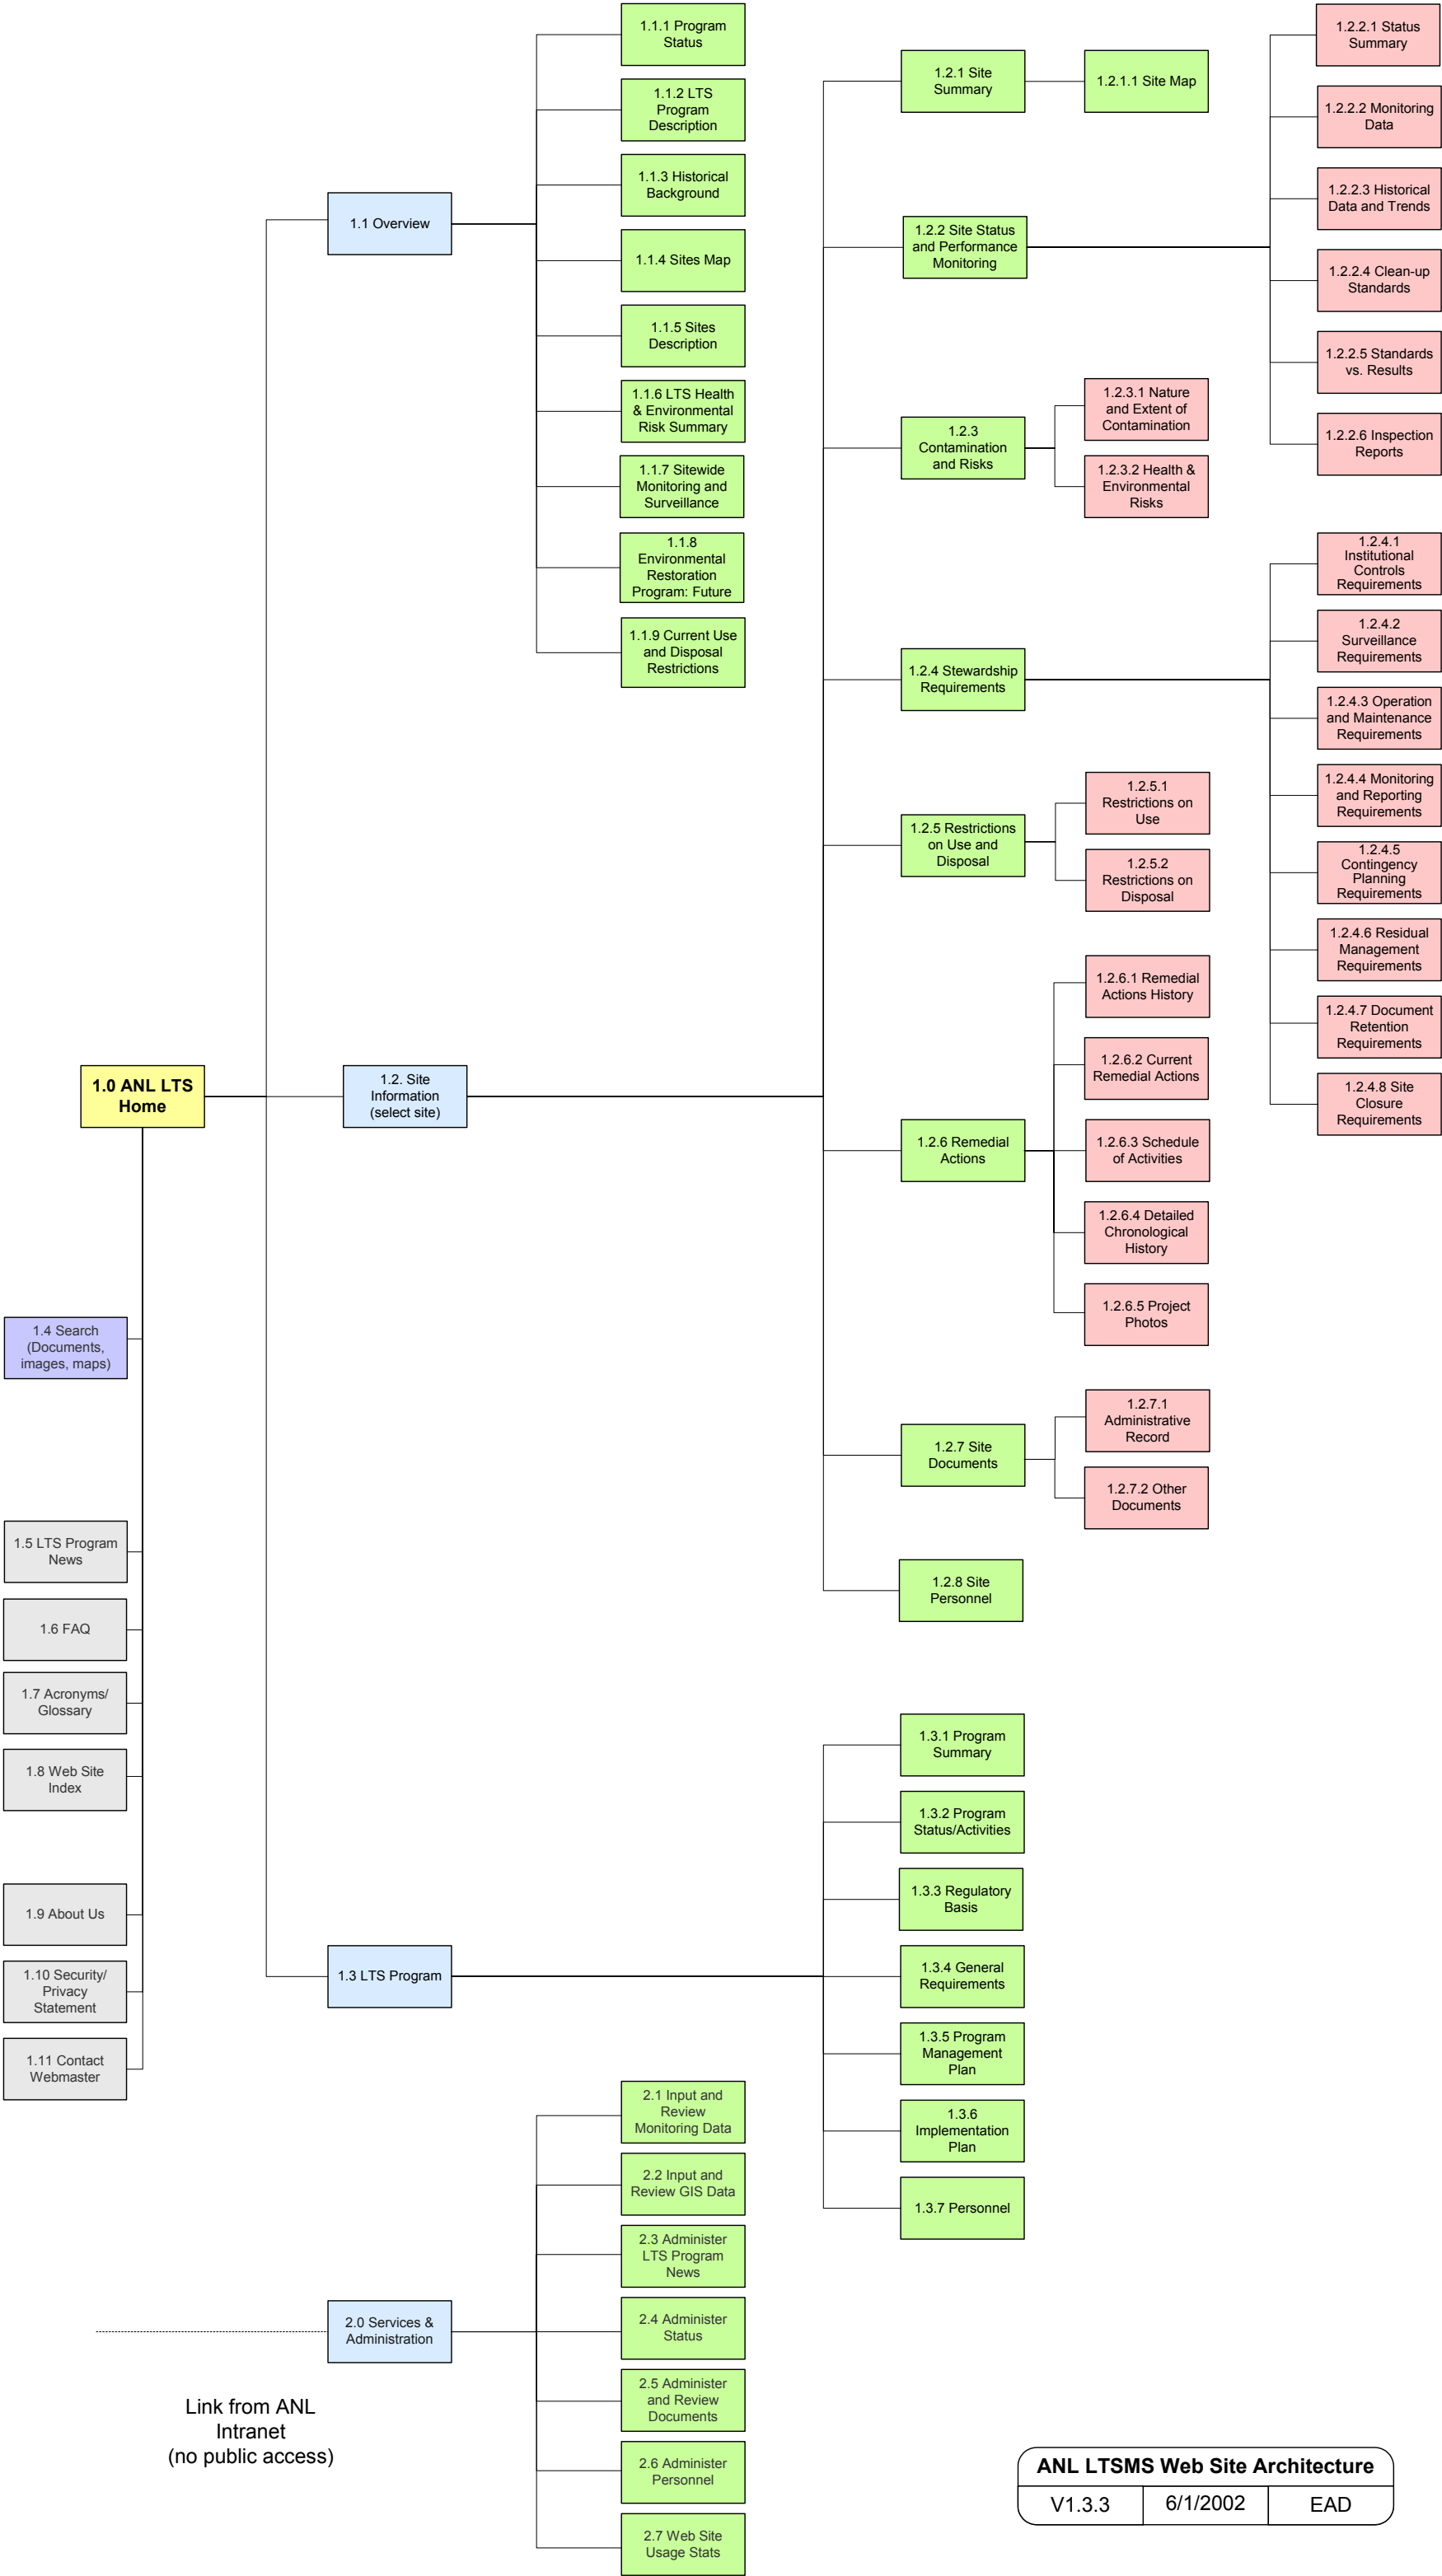 1.0 ANL LTS
Home
1.1 Overview
1.1.1 Program
Status
1.1.2 LTS
Program
Description
1.1.3 Historical
Background
1.1.4 Sites Map
1.1.5 Sites
Description
1.1.6 LTS Health
& Environmental
Risk Summary
1.1.7 Sitewide
Monitoring and
Surveillance
1.1.8
Environmental
Restoration
Program: Future
1.1.9 Current Use
and Disposal
Restrictions
1.2. Site
Information
(select site)
1.2.1 Site
Summary
1.2.1.1 Site Map
1.2.2 Site Status
and Performance
Monitoring
1.2.2.1 Status
Summary
1.2.2.2 Monitoring
Data
1.2.2.3 Historical
Data and Trends
1.2.2.4 Clean-up
Standards
1.2.2.5 Standards
vs. Results
1.2.2.6 Inspection
Reports
1.2.3
Contamination
and Risks
1.2.3.1 Nature
and Extent of
Contamination
1.2.3.2 Health &
Environmental
Risks
1.2.4 Stewardship
Requirements
1.2.4.1
Institutional
Controls
Requirements
1.2.4.2
Surveillance
Requirements
1.2.4.3 Operation
and Maintenance
Requirements
1.2.4.4 Monitoring
and Reporting
Requirements
1.2.4.5
Contingency
Planning
Requirements
1.2.4.6 Residual
Management
Requirements
1.2.4.7 Document
Retention
Requirements
1.2.4.8 Site
Closure
Requirements
1.2.5 Restrictions
on Use and
Disposal
1.2.5.1
Restrictions on
Use
1.2.5.2
Restrictions on
Disposal
1.2.6 Remedial
Actions
1.2.6.1 Remedial
Actions History
1.2.6.2 Current
Remedial Actions
1.2.6.3 Schedule
of Activities
1.2.6.4 Detailed
Chronological
History
1.2.6.5 Project
Photos
1.2.7 Site
Documents
1.2.7.1
Administrative
Record
1.2.7.2 Other
Documents
1.2.8 Site
Personnel
1.3 LTS Program
1.3.1 Program
Summary
1.3.2 Program
Status/Activities
1.3.3 Regulatory
Basis
1.3.4 General
Requirements
1.3.5 Program
Management
Plan
1.3.6
Implementation
Plan
1.3.7 Personnel
1.4 Search
(Documents,
images, maps)
1.5 LTS Program
News
1.6 FAQ
1.7 Acronyms/
Glossary
1.8 Web Site
Index
1.9 About Us
1.10 Security/
Privacy
Statement
1.11 Contact
Webmaster
2.0 Services &
Administration
2.1 Input and
Review
Monitoring Data
2.2 Input and
Review GIS Data
2.3 Administer
LTS Program
News
2.4 Administer
Status
2.5 Administer
and Review
Documents
2.6 Administer
Personnel
2.7 Web Site
Usage Stats
Link from ANL
Intranet
(no public access)
ANL LTSMS Web Site Architecture
V1.3.3 6/1/2002 EAD